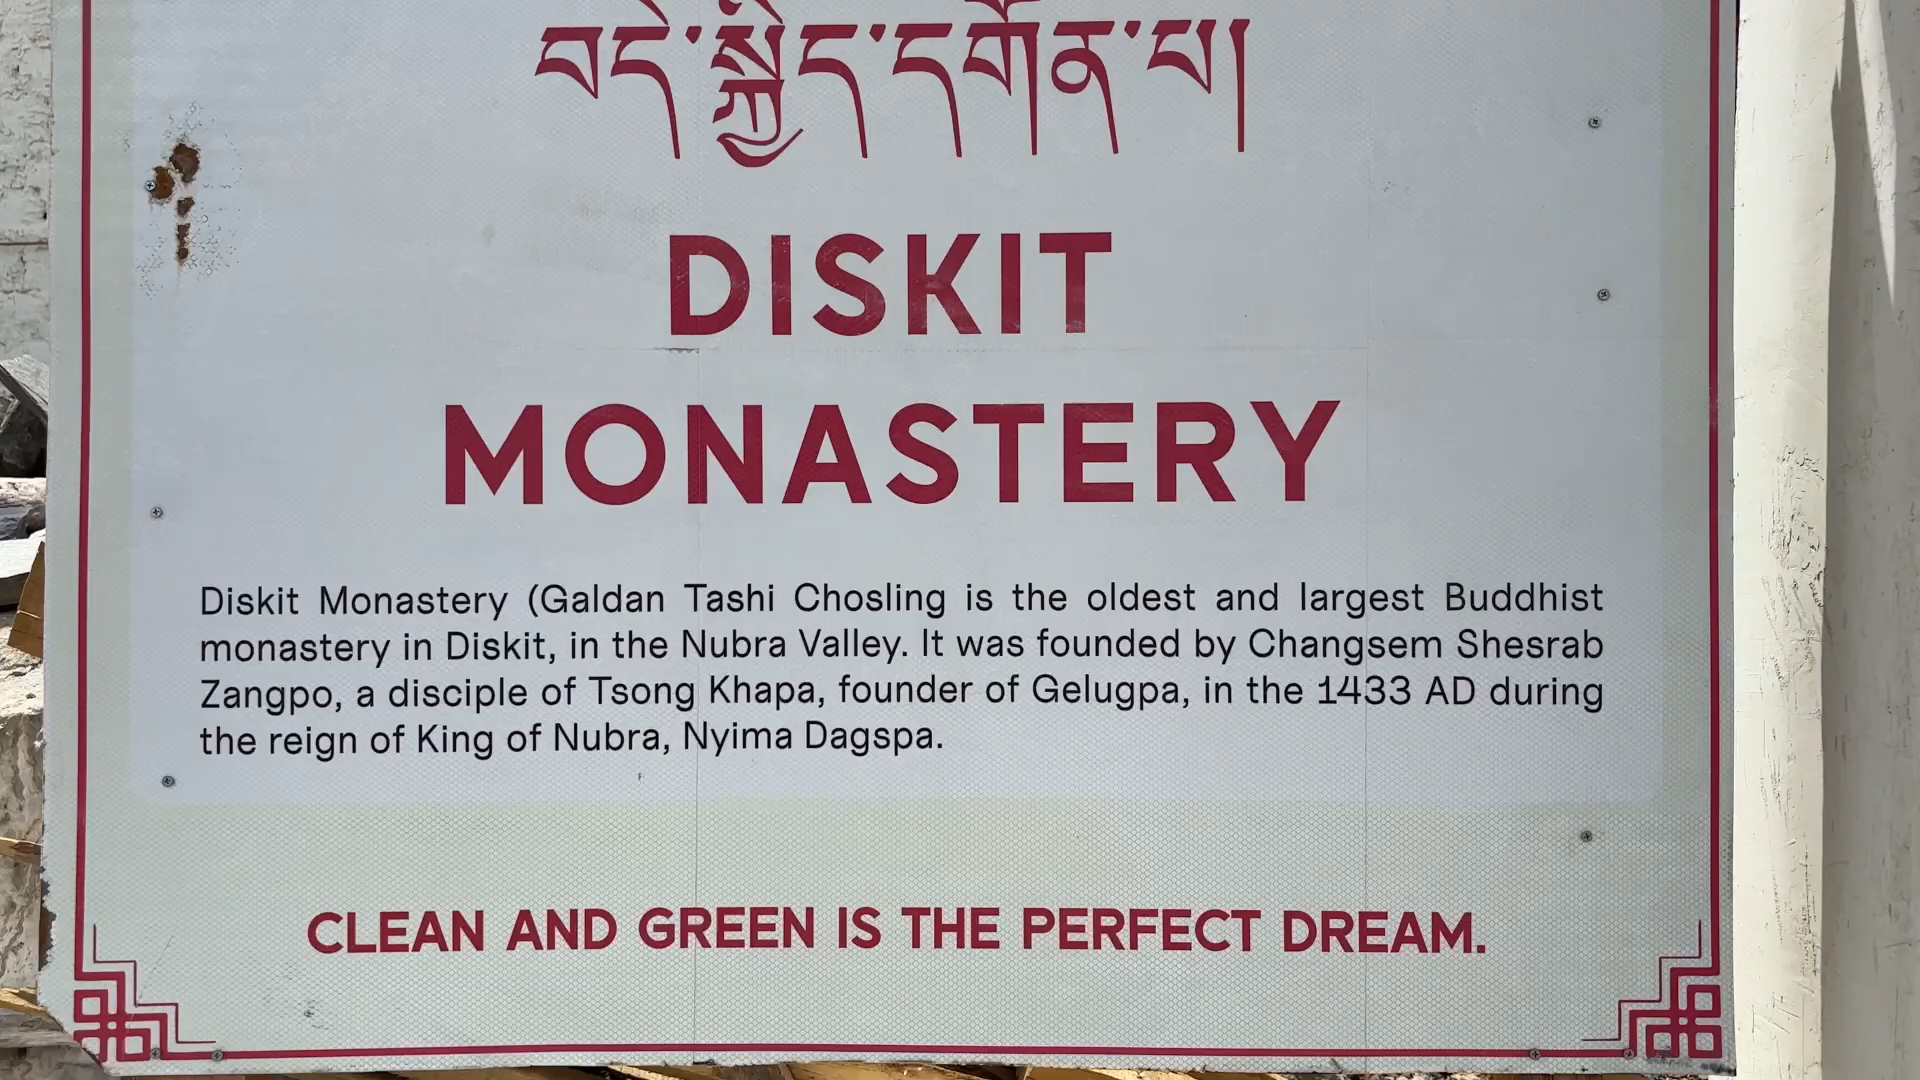 བདེ་སྐྱིད་དགོན་པ།
DISKIT
MONASTERY
Diskit Monastery (Galdan Tashi Chosling is the oldest and largest Buddhist
monastery in Diskit, in the Nubra Valley. It was founded by Changsem Shesrab
Zangpo, a disciple of Tsong Khapa, founder of Gelugpa, in the 1433 AD during
the reign of King of Nubra, Nyima Dagspa.
CLEAN AND GREEN IS THE PERFECT DREAM.